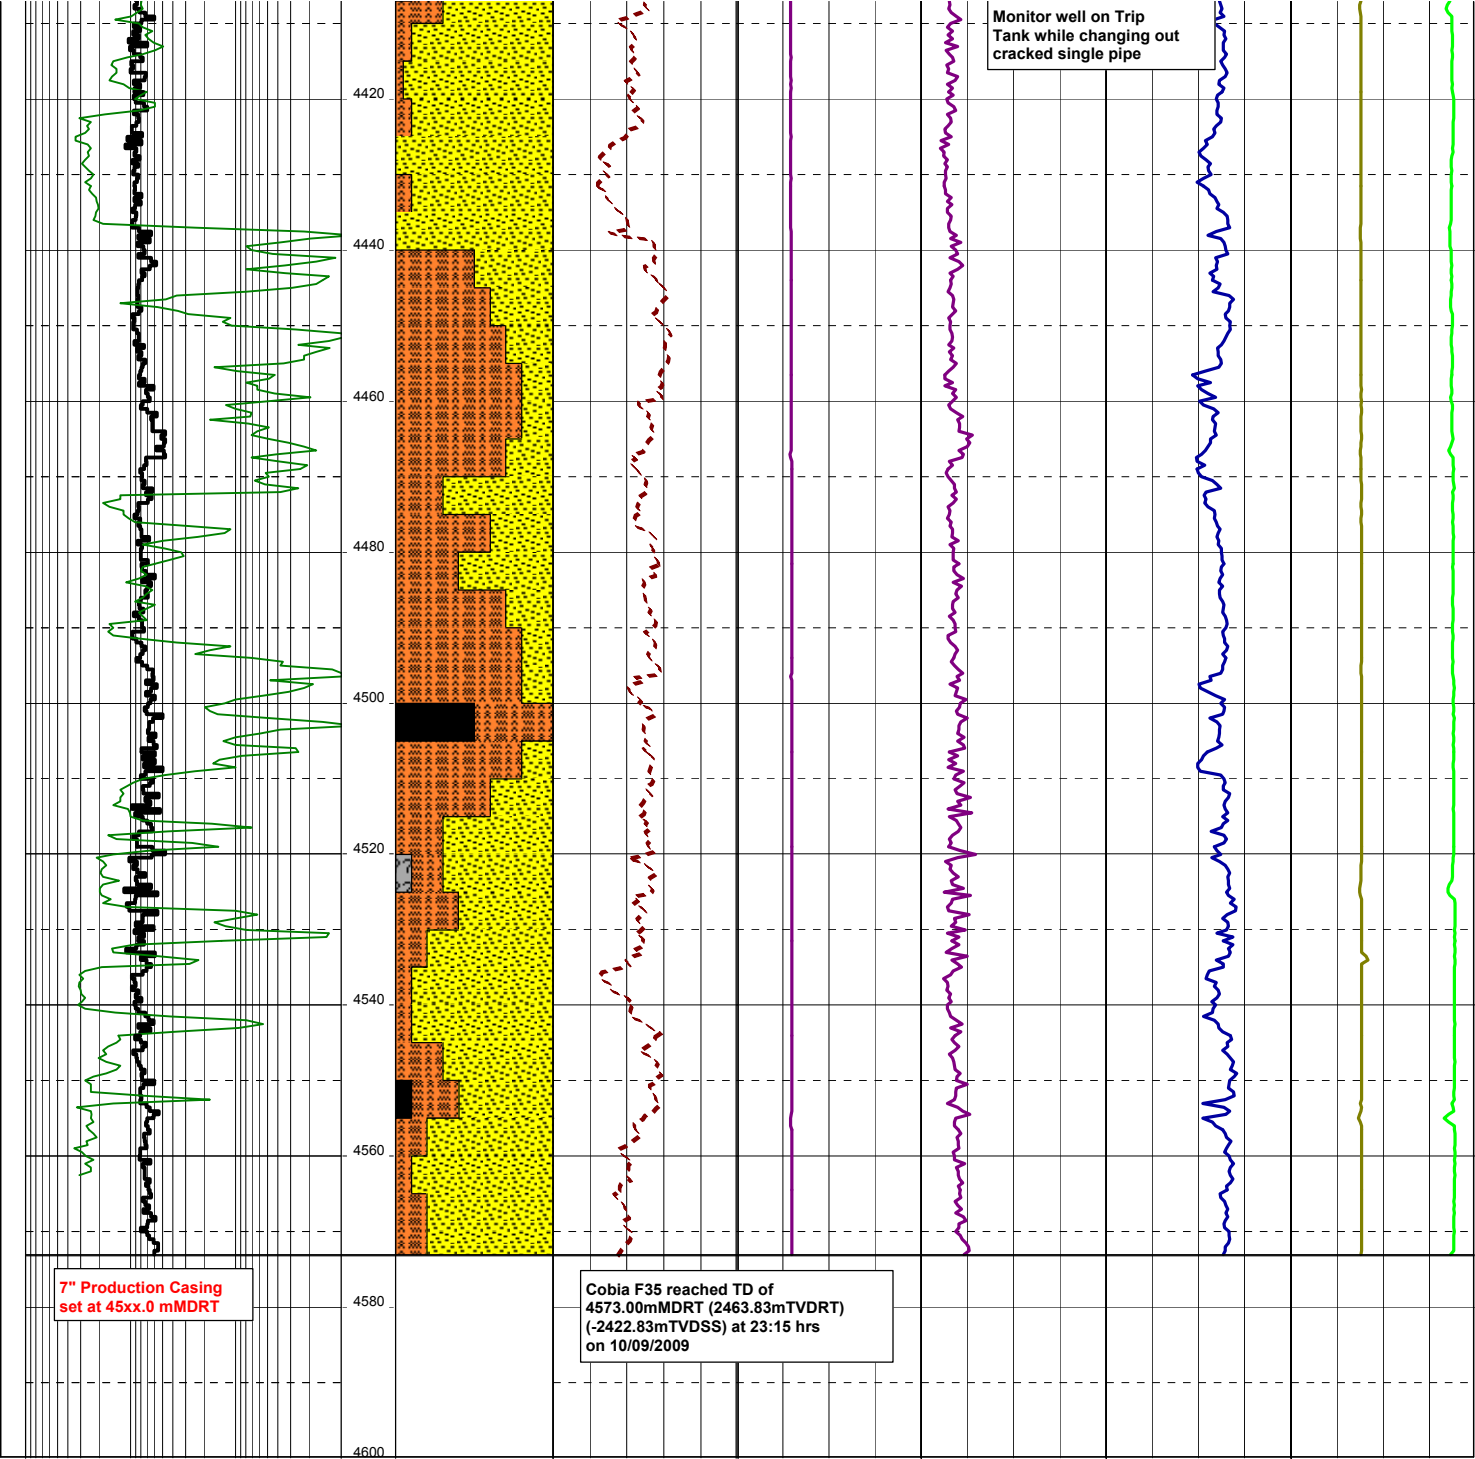 Monitor well on Trip
Tank while changing out
cracked single pipe
4420
4440
4460
4480
4500
4520
4540
4560
7" Production Casing
set at 45xx.0 mMDRT
Cobia F35 reached TD of
4573.00mMDRT (2463.83mTVDRT)
(-2422.83mTVDSS) at 23:15 hrs
on 10/09/2009
4580
4600